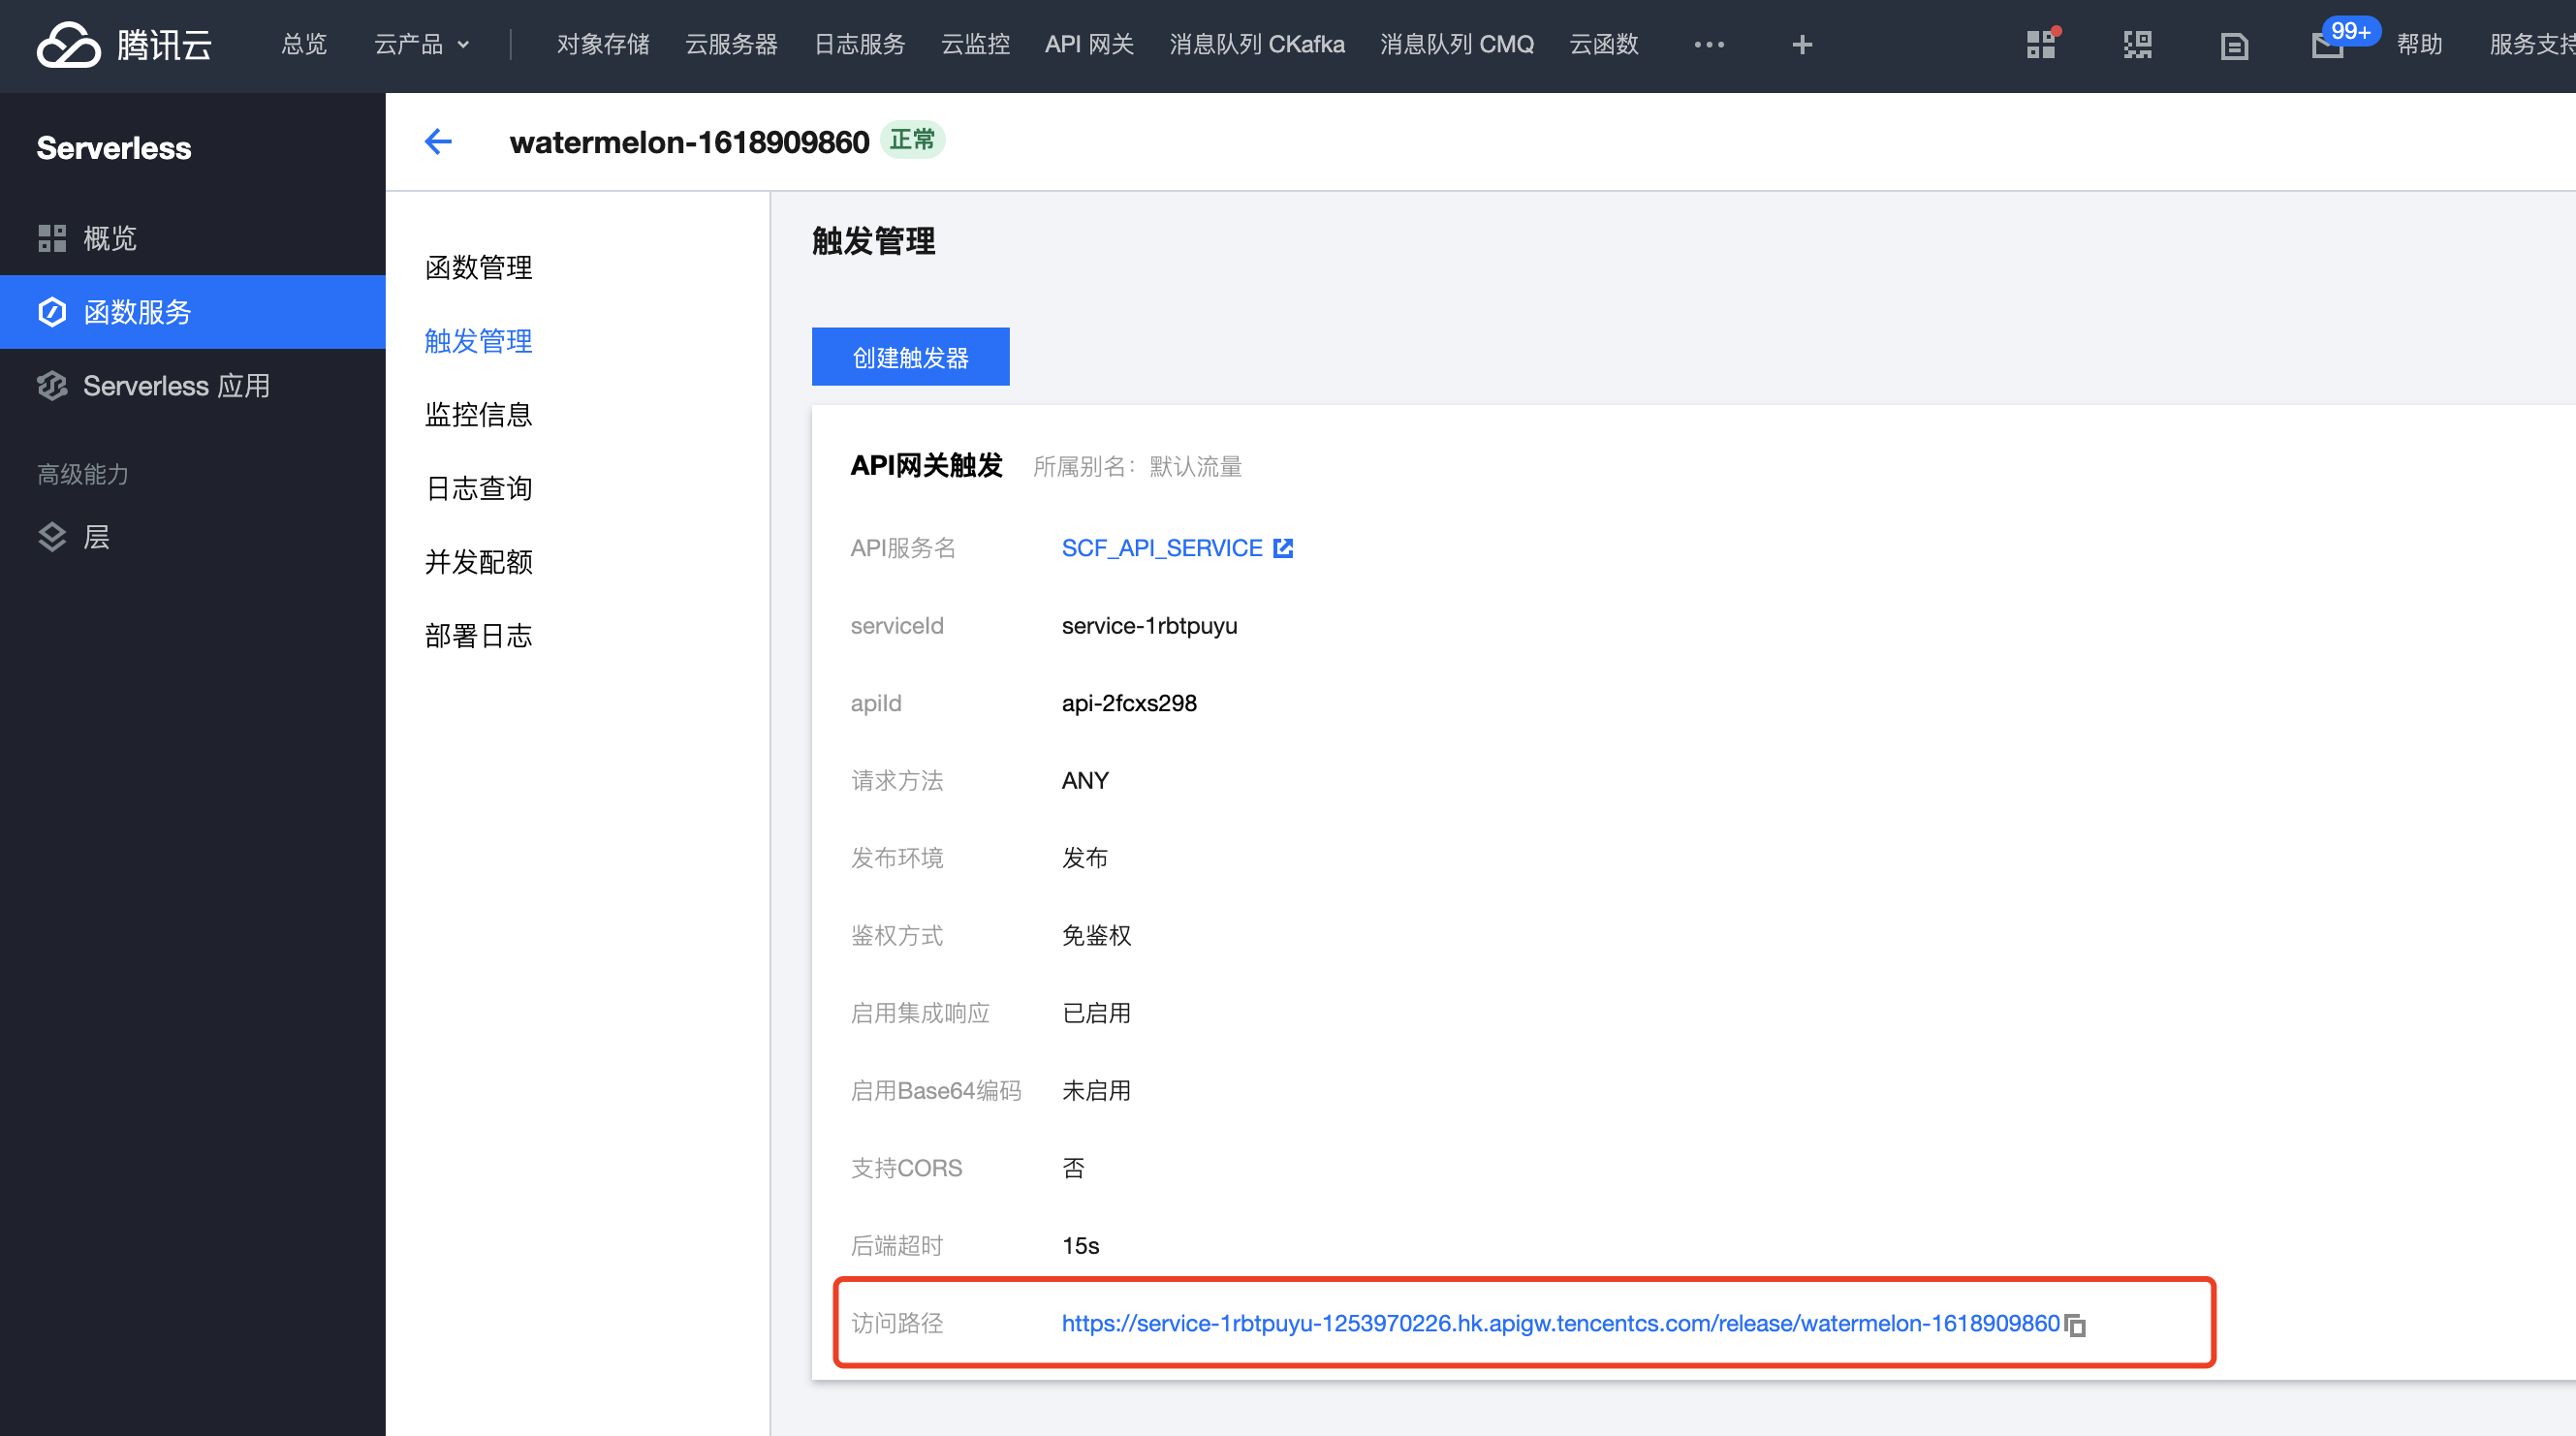 腾讯云 总览 云产品 对象存储 云服务器 日志服务 云监控 API 网关 消息队列 CKafka 消息队列 CMQ 云函数 99+ 帮助 服务支持
Serverless
概览
函数服务
Serverless 应用
高级能力
层
watermelon-1618909860 正常
函数管理
触发管理
监控信息
日志查询
并发配额
部署日志
触发管理
创建触发器
API网关触发 所属别名：默认流量
API服务名 SCF_API_SERVICE
serviceId service-1rbtpuyu
apiId api-2fcxs298
请求方法 ANY
发布环境 发布
鉴权方式 免鉴权
启用集成响应 已启用
启用Base64编码 未启用
支持CORS 否
后端超时 15s
访问路径 https://service-1rbtpuyu-1253970226.hk.apigw.tencentcs.com/release/watermelon-1618909860